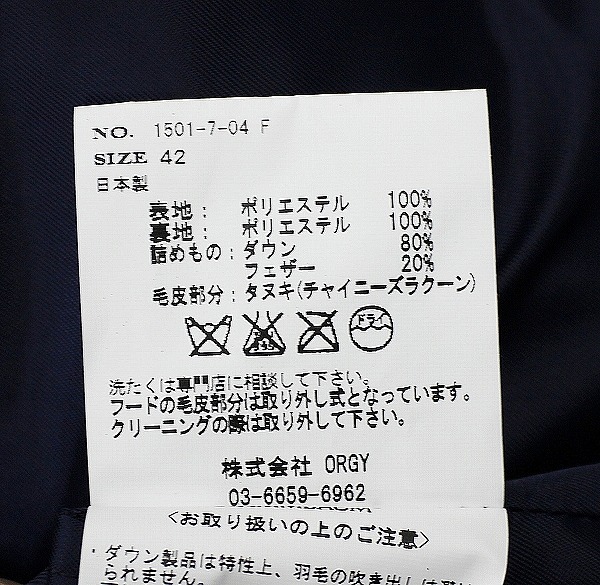 NO. 1501-7-04 F
SIZE 42
日本製
表地： ポリエステル 100%
裏地： ポリエステル 100%
詰めもの：ダウン 80%
フェザー 20%
毛皮部分：タヌキ(チャイニーズラクーン)
ドライ
洗たくは専門店に相談して下さい。
フードの毛皮部分は取り外し式となっています。
クリーニングの際は取り外して下さい。
株式会社 ORGY
03-6659-6962
〈お取り扱いの上のご注意〉
・ダウン製品は特性上、羽毛の吹き出しは
られません。